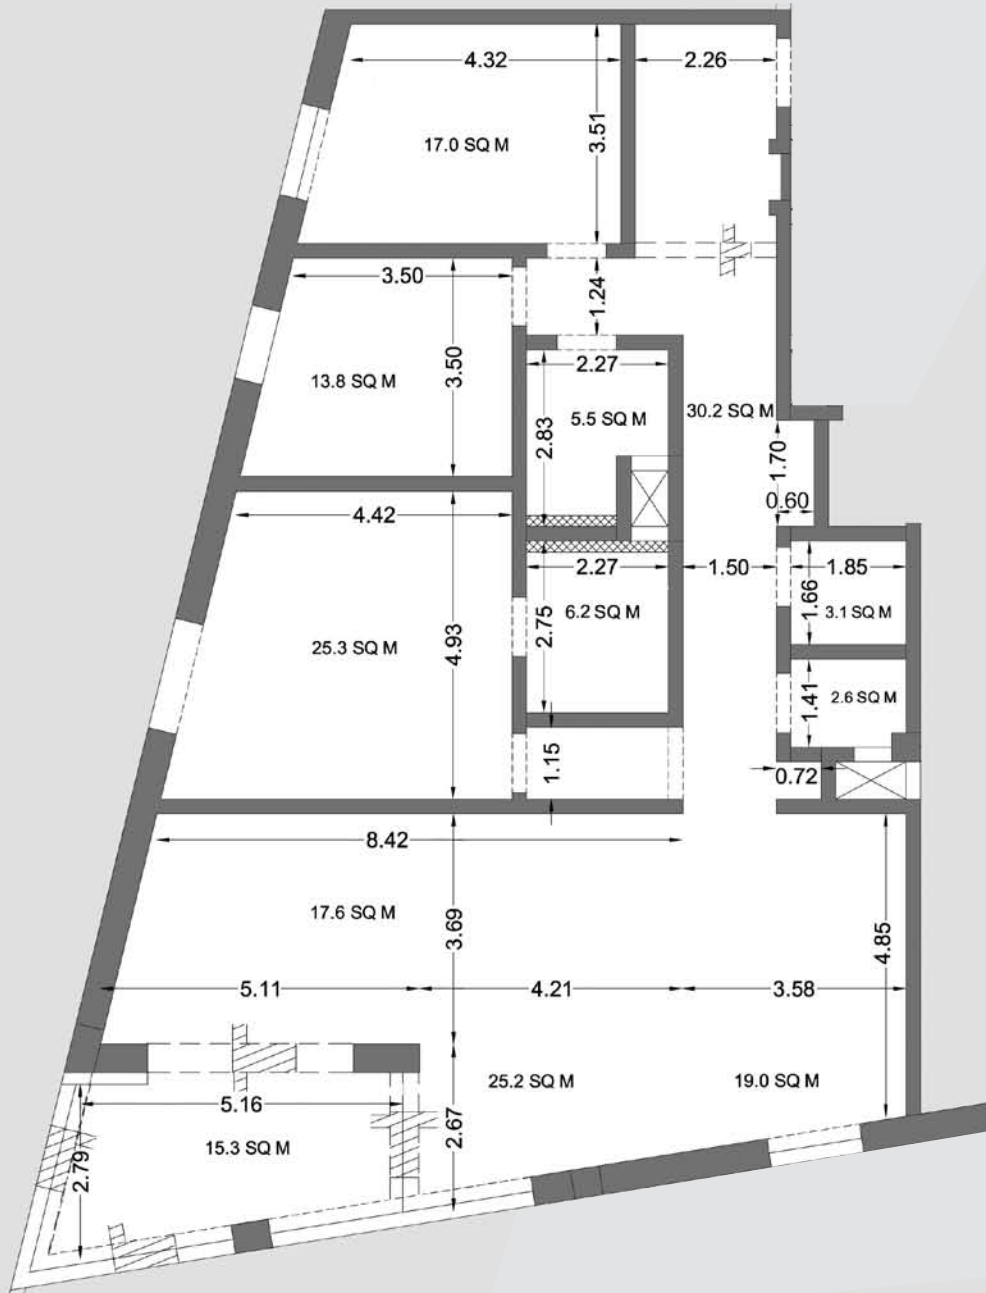 4.32
2.26
3.51
17.0 SQ M
3.50
1.24
3.50
13.8 SQ M
2.27
5.5 SQ M
30.2 SQ M
2.83
1.70
0.60
4.42
2.27
1.50
1.85
1.66
3.1 SQ M
2.75
6.2 SQ M
4.93
25.3 SQ M
1.41
2.6 SQ M
1.15
0.72
8.42
17.6 SQ M
3.69
4.85
5.11
4.21
3.58
25.2 SQ M
19.0 SQ M
5.16
2.67
15.3 SQ M
2.79